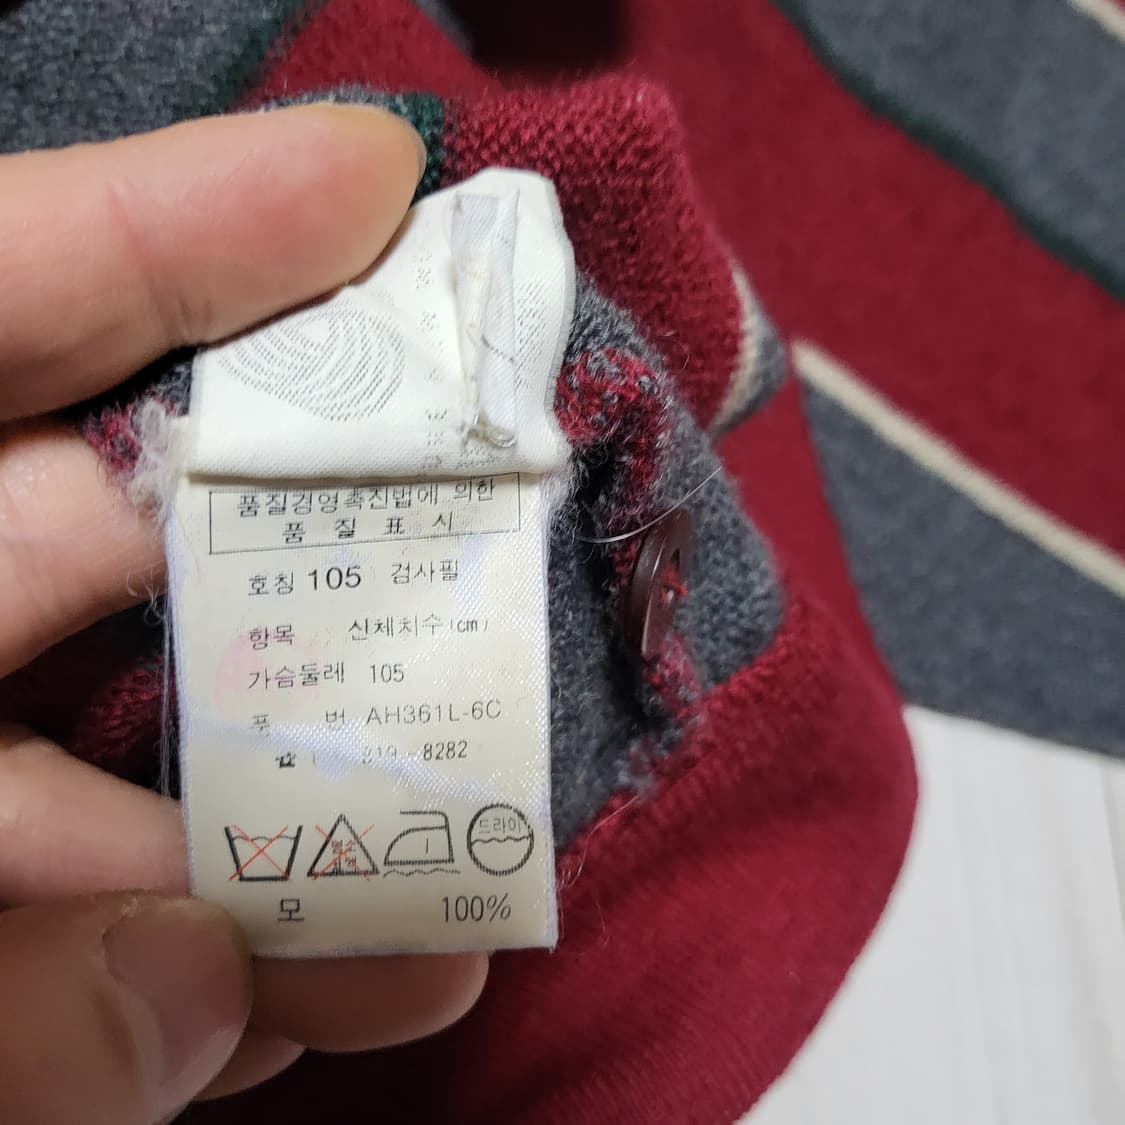 품질경영촉진법에 의한
품 질 표 시
호칭 105 검사필
항목 신체치수(cm)
가슴둘레 105
품 번 AH361L-6C
8282
드라이
모 100%